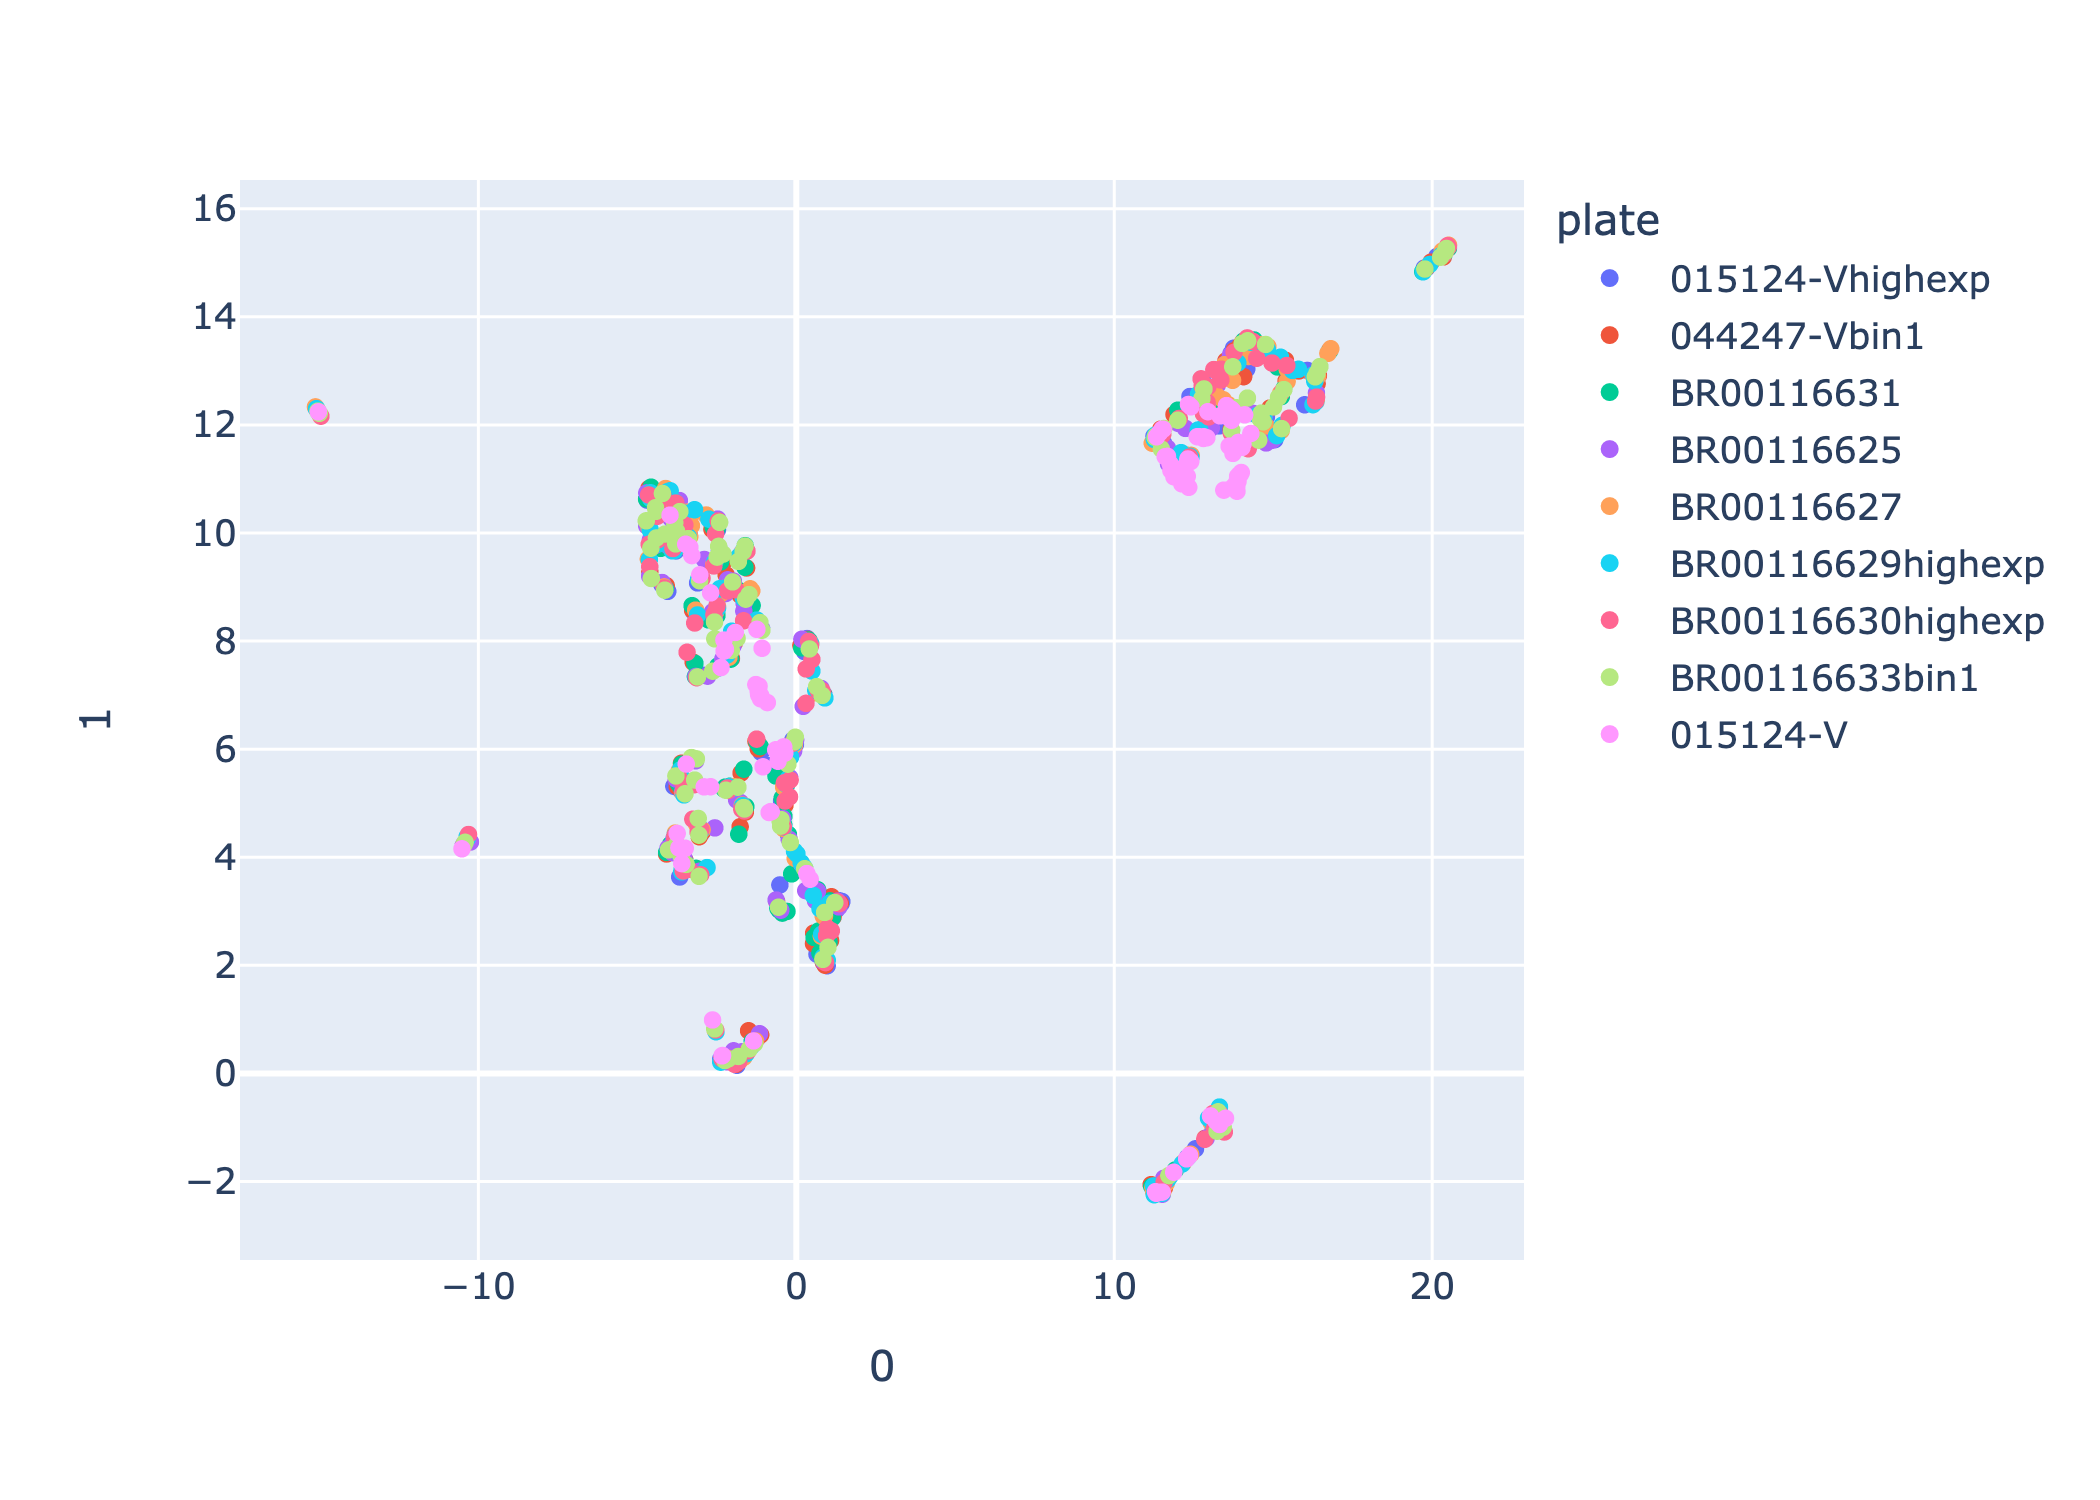 plate
015124-Vhighexp
044247-Vbin1
BR00116631
BR00116625
BR00116627
BR00116629highexp
BR00116630highexp
BR00116633bin1
015124-V
16
14
12
10
8
6
4
2
0
−2
1
−10 0 10 20
0